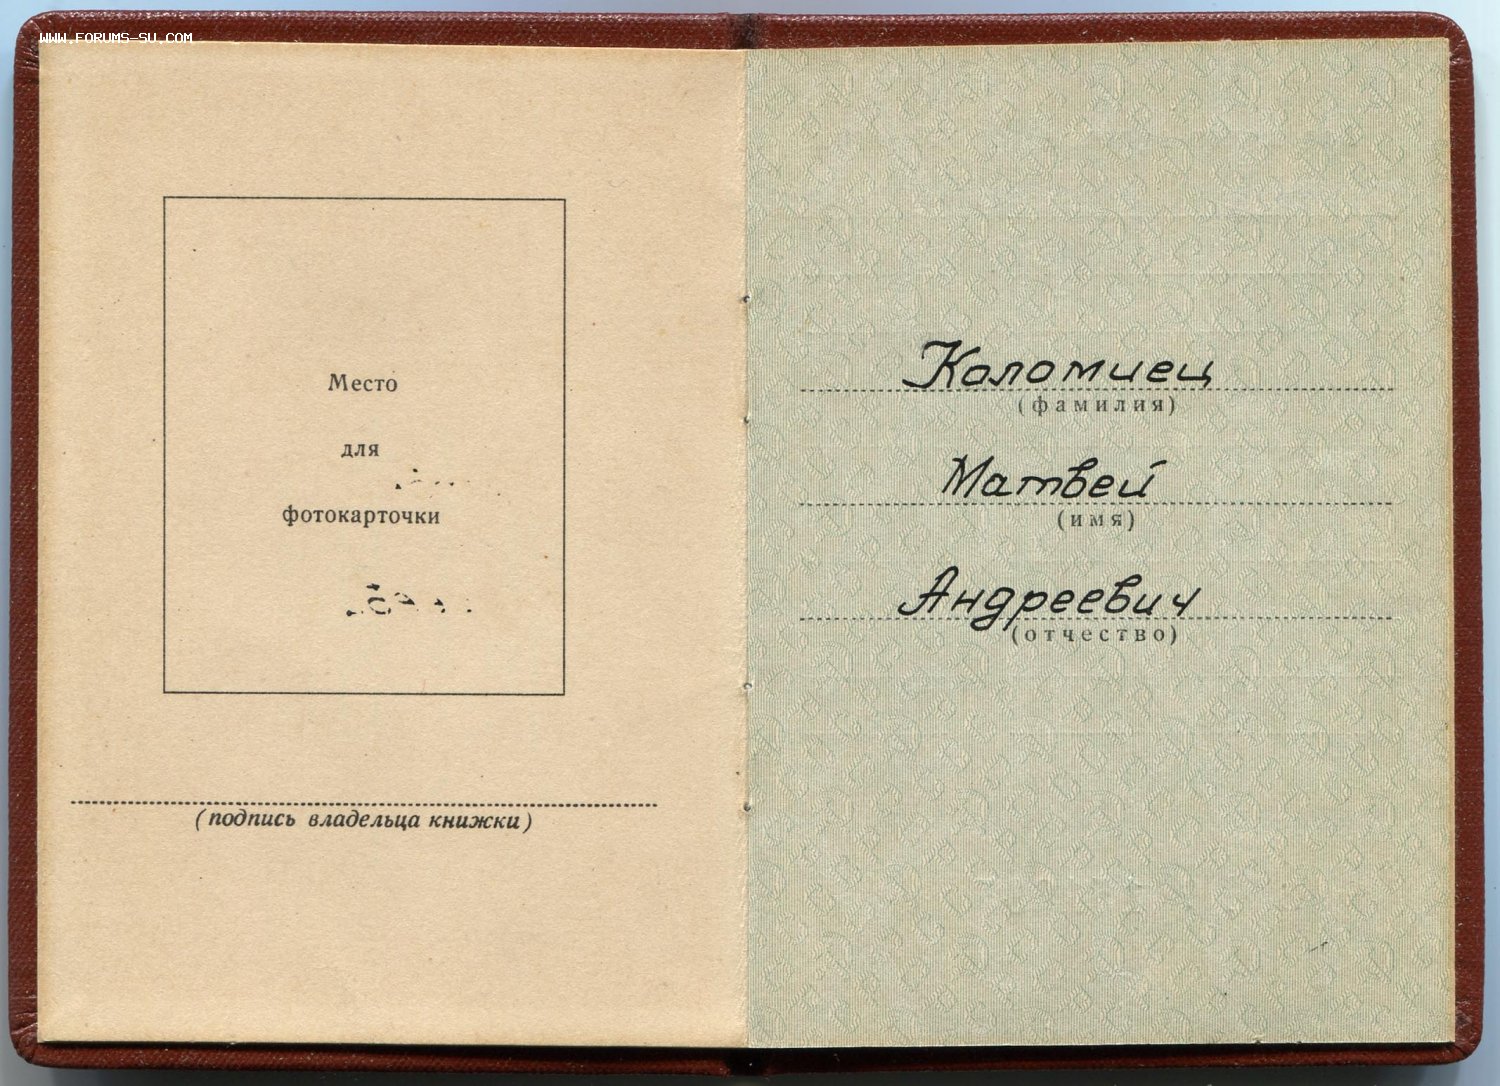 WWW.FORUMS-SU.COM
Место
для
фотокарточки
(подпись владельца книжки)
Коломиец
(фамилия)
Матвей
(имя)
Андреевич
(отчество)